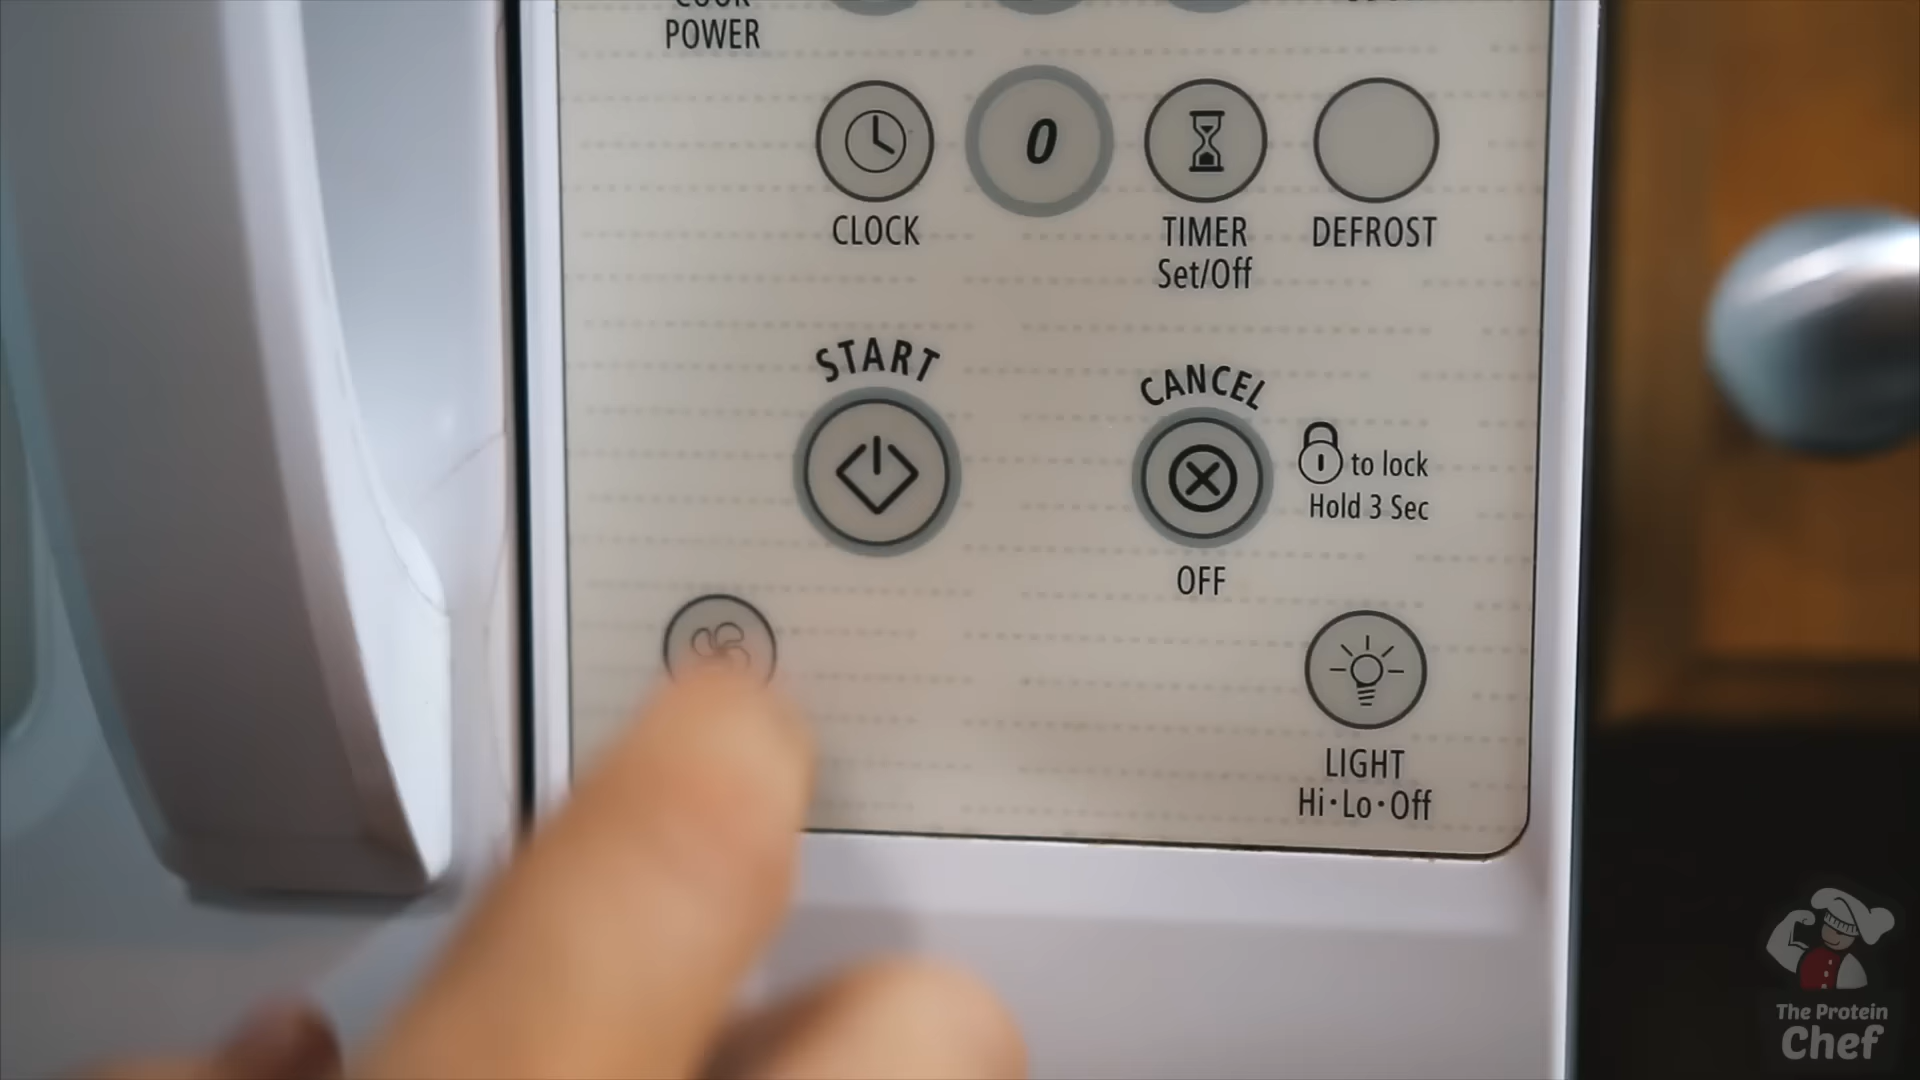 POWER
0
CLOCK
TIMER
Set/Off
DEFROST
START
CANCEL
to lock
Hold 3 Sec
OFF
LIGHT
Hi•Lo•Off
The Protein
Chef